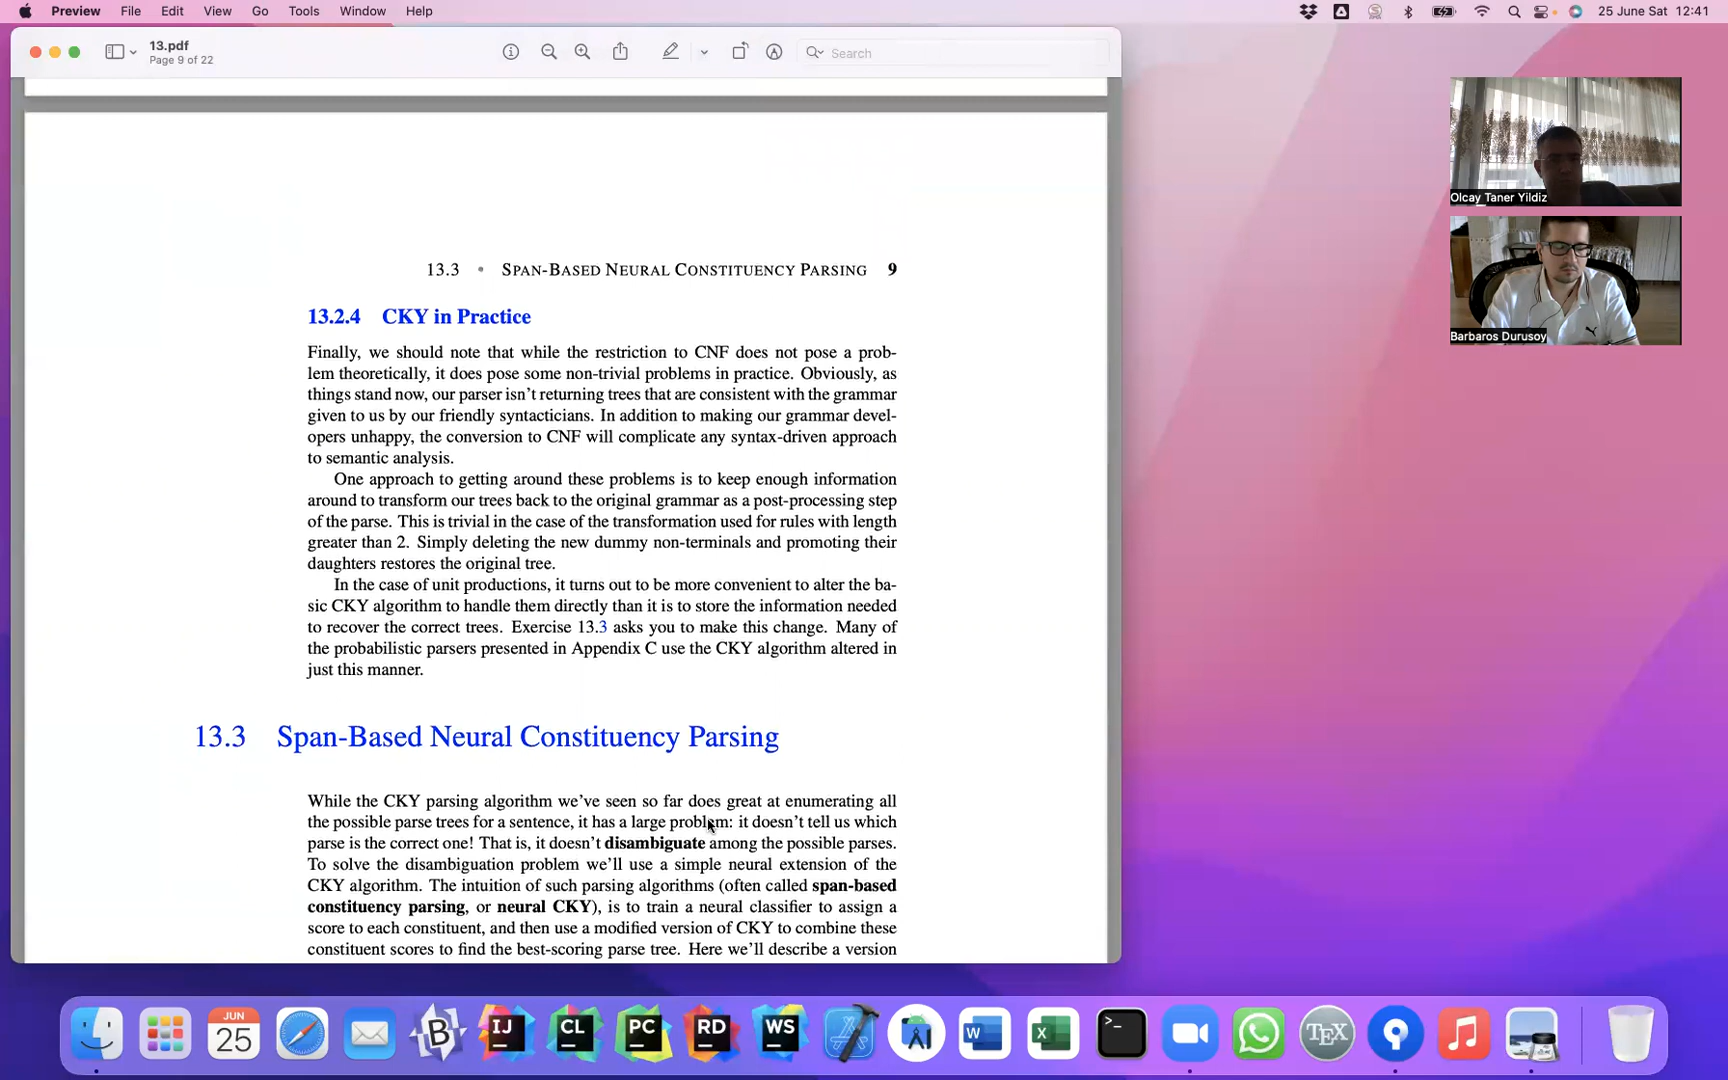 Preview File Edit View Go Tools Window Help 25 June Sat 12:41
13.pdf
Page 9 of 22
Search
13.3 • SPAN-BASED NEURAL CONSTITUENCY PARSING 9
13.2.4 CKY in Practice
Finally, we should note that while the restriction to CNF does not pose a prob-
lem theoretically, it does pose some non-trivial problems in practice. Obviously, as
things stand now, our parser isn't returning trees that are consistent with the grammar
given to us by our friendly syntacticians. In addition to making our grammar devel-
opers unhappy, the conversion to CNF will complicate any syntax-driven approach
to semantic analysis.
One approach to getting around these problems is to keep enough information
around to transform our trees back to the original grammar as a post-processing step
of the parse. This is trivial in the case of the transformation used for rules with length
greater than 2. Simply deleting the new dummy non-terminals and promoting their
daughters restores the original tree.
In the case of unit productions, it turns out to be more convenient to alter the ba-
sic CKY algorithm to handle them directly than it is to store the information needed
to recover the correct trees. Exercise 13.3 asks you to make this change. Many of
the probabilistic parsers presented in Appendix C use the CKY algorithm altered in
just this manner.
13.3 Span-Based Neural Constituency Parsing
While the CKY parsing algorithm we've seen so far does great at enumerating all
the possible parse trees for a sentence, it has a large problem: it doesn't tell us which
parse is the correct one! That is, it doesn't disambiguate among the possible parses.
To solve the disambiguation problem we'll use a simple neural extension of the
CKY algorithm. The intuition of such parsing algorithms (often called span-based
constituency parsing, or neural CKY), is to train a neural classifier to assign a
score to each constituent, and then use a modified version of CKY to combine these
constituent scores to find the best-scoring parse tree. Here we'll describe a version
Olcay Taner Yildiz
Barbaros Durusoy
JUN
25
B
IJ
CL
PC
RD
WS
W
X
>_
TEX